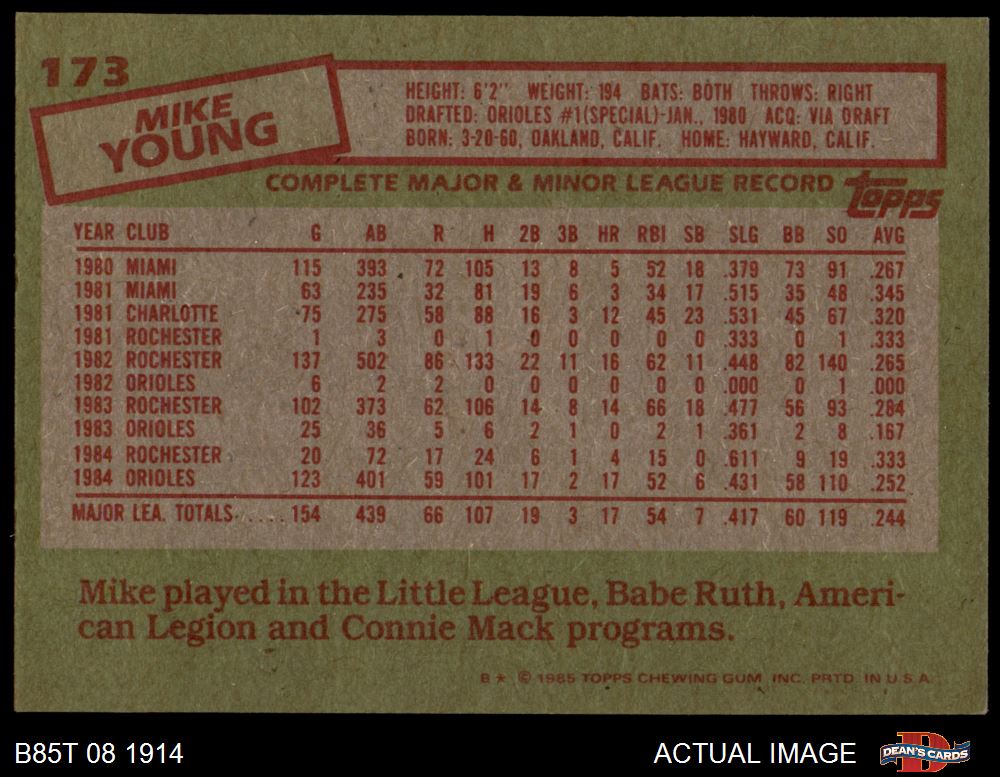 173
MIKE
YOUNG
HEIGHT: 6'2" WEIGHT: 194 BATS: BOTH THROWS: RIGHT
DRAFTED: ORIOLES #1(SPECIAL)-JAN., 1980 ACQ: VIA DRAFT
BORN: 3-20-60, OAKLAND, CALIF. HOME: HAYWARD, CALIF.
COMPLETE MAJOR & MINOR LEAGUE RECORD topps
YEAR CLUB G AB R H 2B 3B HR RBI SB SLG BB SO AVG
1980 MIAMI 115 393 72 105 13 8 5 52 18 .379 73 91 .267
1981 MIAMI 63 235 32 81 19 6 3 34 17 .515 35 48 .345
1981 CHARLOTTE 75 275 58 88 16 3 12 45 23 .531 45 67 .320
1981 ROCHESTER 1 3 0 1 0 0 0 0 0 .333 0 1 .333
1982 ROCHESTER 137 502 86 133 22 11 16 62 11 .448 82 140 .265
1982 ORIOLES 6 2 2 0 0 0 0 0 0 .000 0 1 .000
1983 ROCHESTER 102 373 62 106 14 8 14 66 18 .477 56 93 .284
1983 ORIOLES 25 36 5 6 2 1 0 2 1 .361 2 8 .167
1984 ROCHESTER 20 72 17 24 6 1 4 15 0 .611 9 19 .333
1984 ORIOLES 123 401 59 101 17 2 17 52 6 .431 58 110 .252
MAJOR LEA. TOTALS...... 154 439 66 107 19 3 17 54 7 .417 60 119 .244
Mike played in the Little League, Babe Ruth, Ameri-
can Legion and Connie Mack programs.
B* © 1985 TOPPS CHEWING GUM, INC. PRTD. IN U.S.A.
B85T 08 1914 ACTUAL IMAGE D DEAN'S CARDS